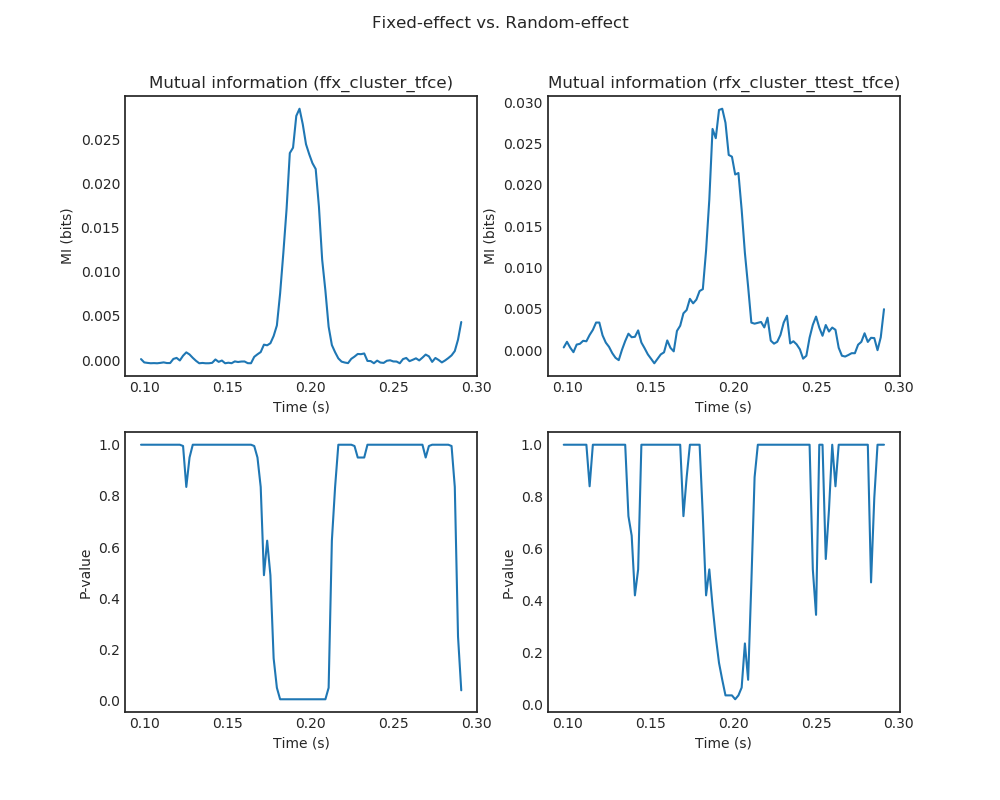 Fixed-effect vs. Random-effect
Mutual information (ffx_cluster_tfce)
MI (bits)
0.025
0.020
0.015
0.010
0.005
0.000
0.10 0.15 0.20 0.25 0.30
Time (s)
Mutual information (rfx_cluster_ttest_tfce)
MI (bits)
0.030
0.025
0.020
0.015
0.010
0.005
0.000
0.10 0.15 0.20 0.25 0.30
Time (s)
P-value
1.0
0.8
0.6
0.4
0.2
0.0
0.10 0.15 0.20 0.25 0.30
Time (s)
P-value
1.0
0.8
0.6
0.4
0.2
0.0
0.10 0.15 0.20 0.25 0.30
Time (s)